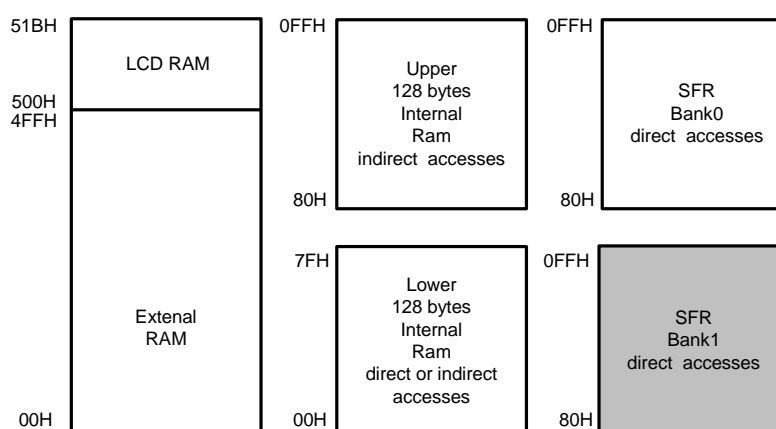 51BH
LCD RAM
500H
4FFH
Extenal
RAM
00H
0FFH
Upper
128 bytes
Internal
Ram
indirect accesses
80H
7FH
Lower
128 bytes
Internal
Ram
direct or indirect
accesses
00H
0FFH
SFR
Bank0
direct accesses
80H
0FFH
SFR
Bank1
direct accesses
80H